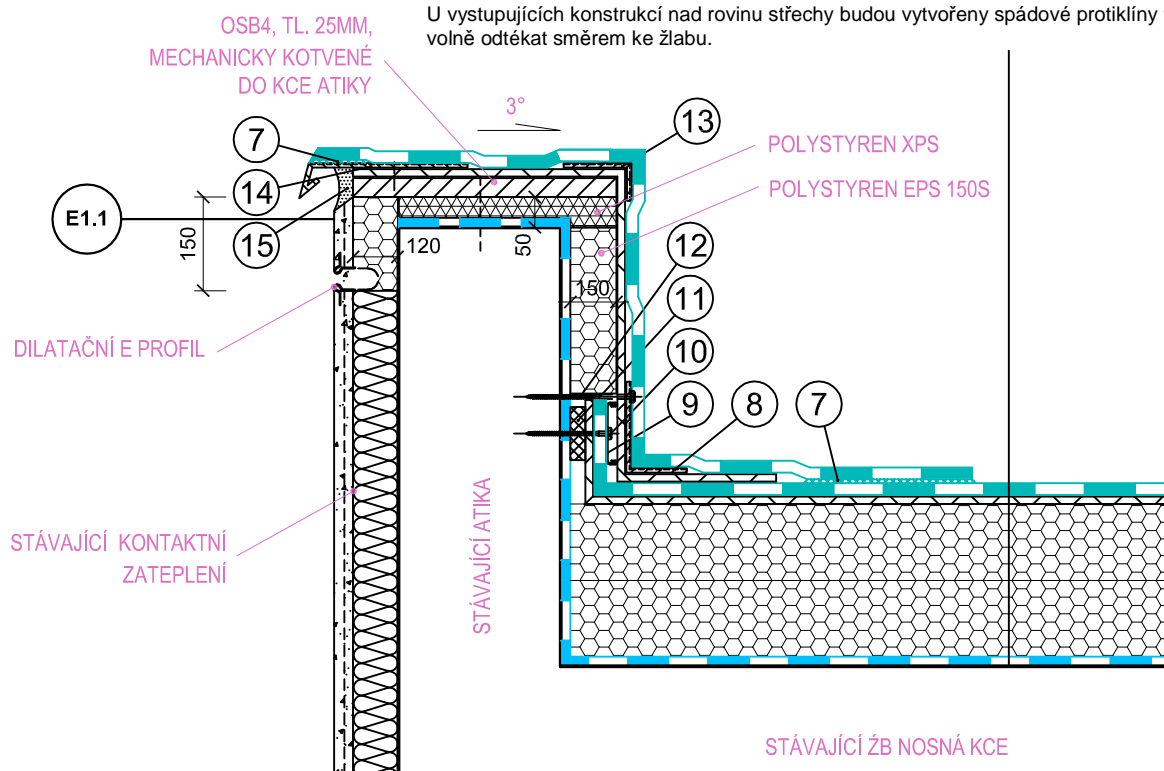 U vystupujících konstrukcí nad rovinu střechy budou vytvořeny spádové protiklíny
volně odtékat směrem ke žlabu.
OSB4, TL. 25MM,
MECHANICKY KOTVENÉ
DO KCE ATIKY
3°
7
13
14
POLYSTYREN XPS
POLYSTYREN EPS 150S
E1.1
15
150
120
50
12
150
11
10
9
8
7
DILATAČNÍ E PROFIL
STÁVAJÍCÍ KONTAKTNÍ
ZATEPLENÍ
STÁVAJÍCÍ ATIKA
STÁVAJÍCÍ ŹB NOSNÁ KCE